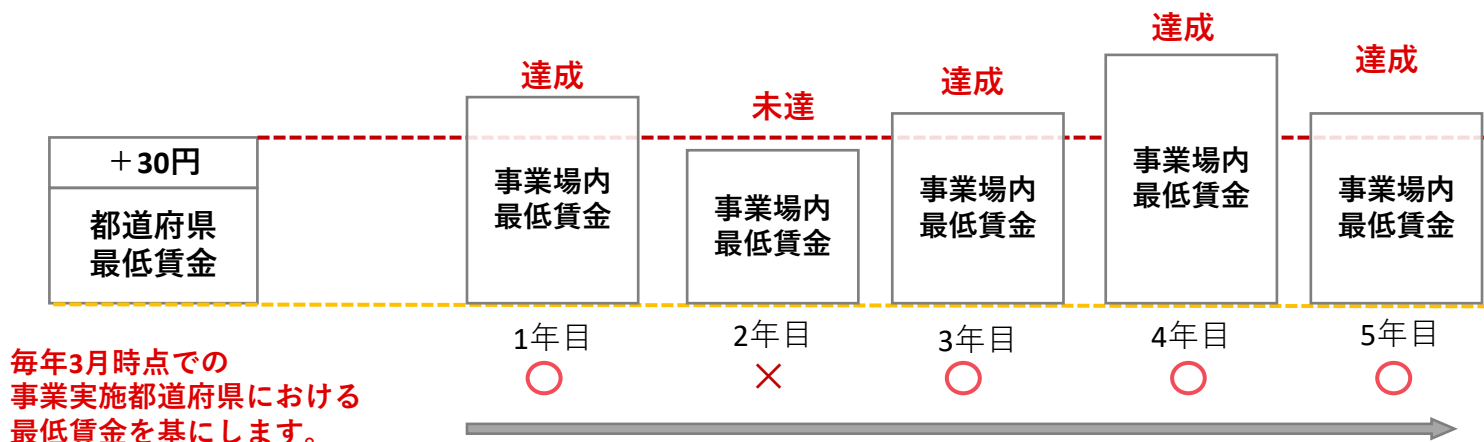 達成
未達
達成
達成
達成
＋30円
都道府県
最低賃金
事業場内
最低賃金
事業場内
最低賃金
事業場内
最低賃金
事業場内
最低賃金
事業場内
最低賃金
1年目
2年目
3年目
4年目
5年目
○
×
○
○
○
毎年3月時点での
事業実施都道府県における
最低賃金を基にします。